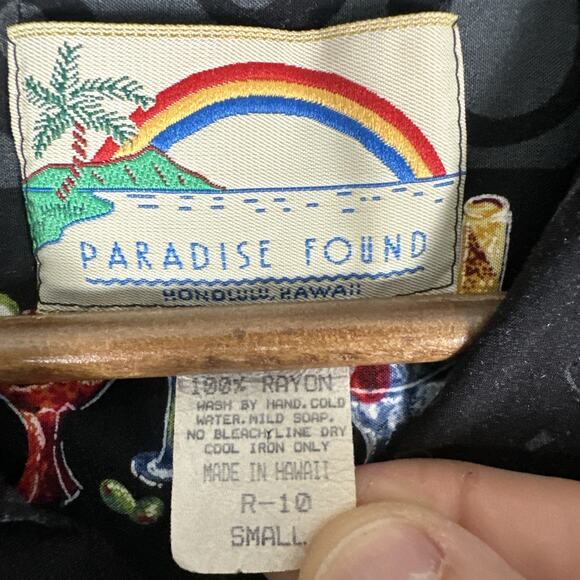 PARADISE FOUND
HONOLULU, HAWAII
100% RAYON
WASH BY HAND. COLD
WATER. MILD SOAP.
NO BLEACH/LINE DRY
COOL IRON ONLY
MADE IN HAWAII
R-10
SMALL